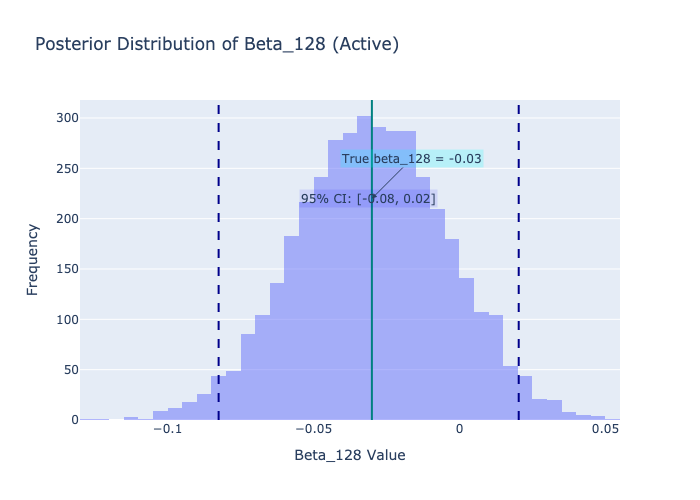 Posterior Distribution of Beta_128 (Active)
300
250
200
150
100
50
0
Frequency
True beta_128 = -0.03
95% CI: [-0.08, 0.02]
−0.1
−0.05
0
0.05
Beta_128 Value